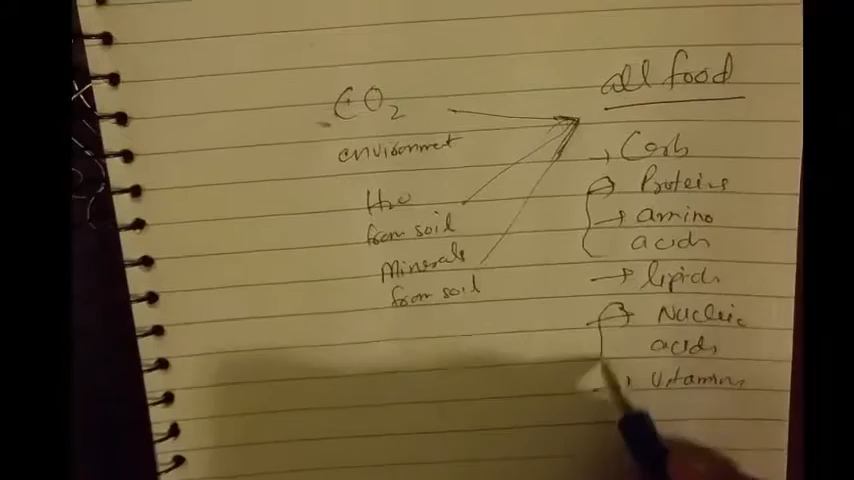 CO2
environment
H2O
from soil
Minerals
from soil
all food
→ Carb
Proteins
→ amino
acids
→ lipids
Nucleic
acids
Vitamins